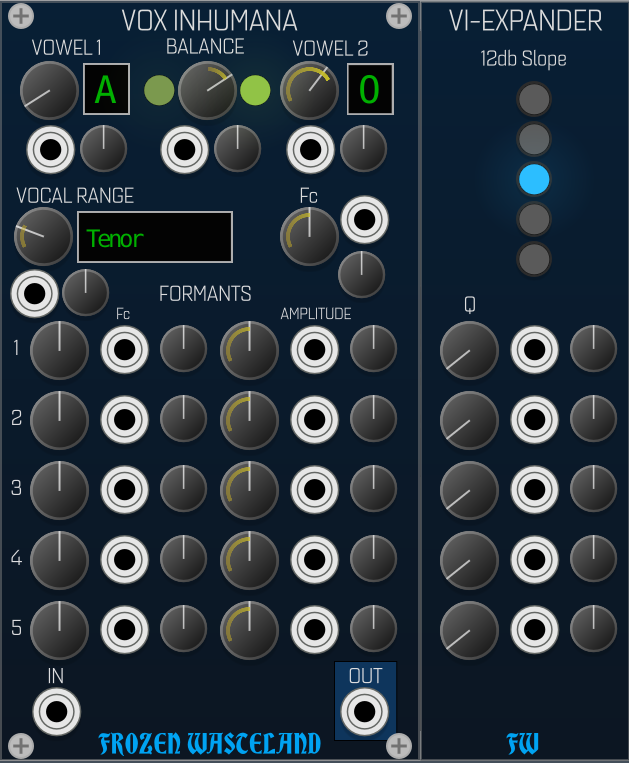 VOX INHUMANA
VOWEL 1 BALANCE VOWEL 2
A O
VOCAL RANGE Fc
Tenor
FORMANTS
Fc AMPLITUDE
1
2
3
4
5
IN OUT
FROZEN WASTELAND
VI-EXPANDER
12db Slope
Q
FW